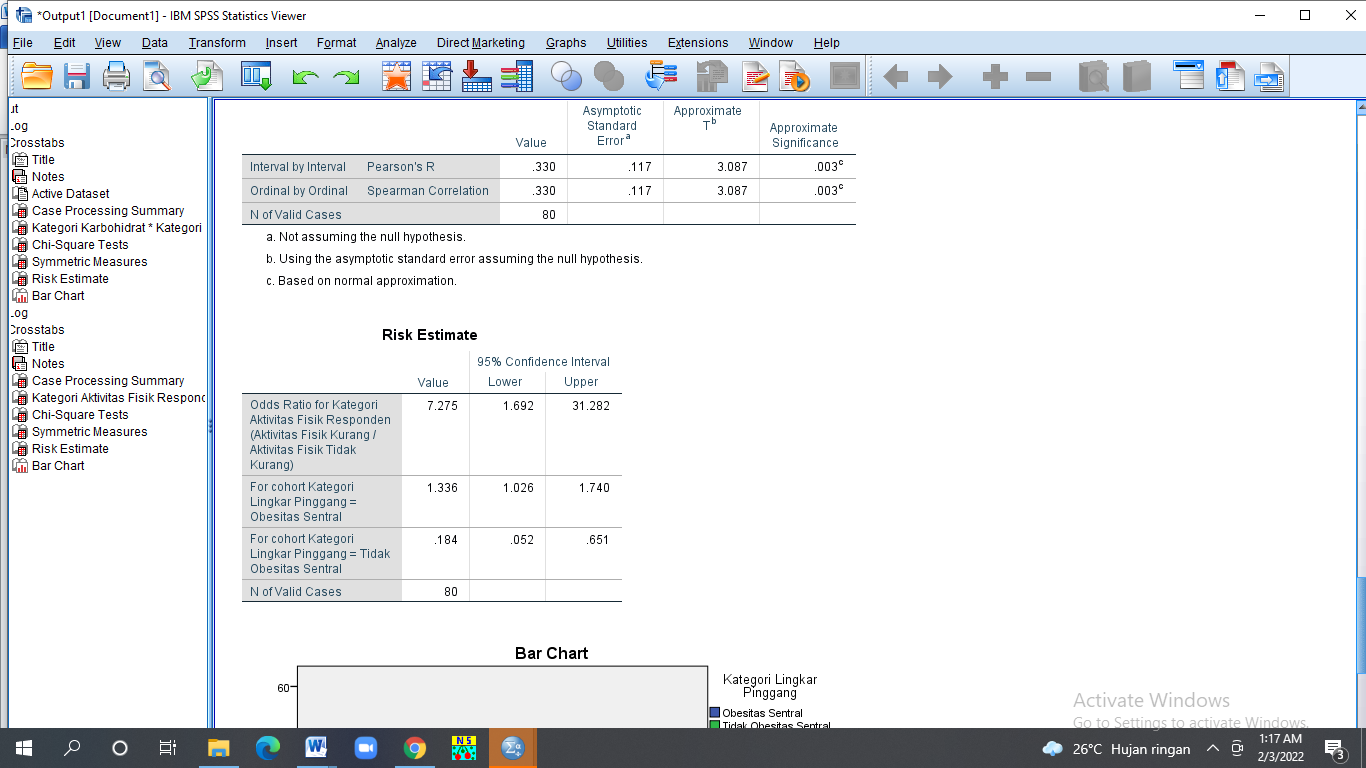 *Output1 [Document1] - IBM SPSS Statistics Viewer
File Edit View Data Transform Insert Format Analyze Direct Marketing Graphs Utilities Extensions Window Help
ut
Log
Crosstabs
Title
Notes
Active Dataset
Case Processing Summary
Kategori Karbohidrat * Kategori
Chi-Square Tests
Symmetric Measures
Risk Estimate
Bar Chart
Log
Crosstabs
Title
Notes
Case Processing Summary
Kategori Aktivitas Fisik Respond
Chi-Square Tests
Symmetric Measures
Risk Estimate
Bar Chart
Value Asymptotic Standard Error a Approximate T b Approximate Significance
Interval by Interval Pearson's R .330 .117 3.087 .003c
Ordinal by Ordinal Spearman Correlation .330 .117 3.087 .003c
N of Valid Cases 80
a. Not assuming the null hypothesis.
b. Using the asymptotic standard error assuming the null hypothesis.
c. Based on normal approximation.
Risk Estimate
95% Confidence Interval
Value Lower Upper
Odds Ratio for Kategori 7.275 1.692 31.282
Aktivitas Fisik Responden
(Aktivitas Fisik Kurang /
Aktivitas Fisik Tidak
Kurang)
For cohort Kategori 1.336 1.026 1.740
Lingkar Pinggang =
Obesitas Sentral
For cohort Kategori .184 .052 .651
Lingkar Pinggang = Tidak
Obesitas Sentral
N of Valid Cases 80
Bar Chart
60
Kategori Lingkar
Pinggang
Obesitas Sentral
Tidak Obesitas Sentral
Activate Windows
Go to Settings to activate Windows.
N 5
26°C Hujan ringan
1:17 AM
2/3/2022
3